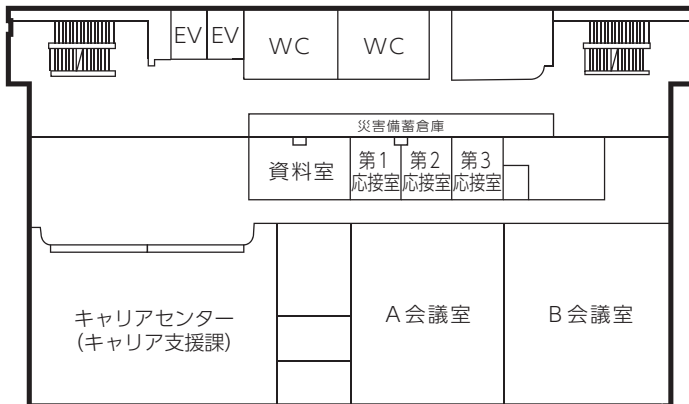 EV
EV
WC
WC
災害備蓄倉庫
資料室
第1
応接室
第2
応接室
第3
応接室
キャリアセンター
(キャリア支援課)
A会議室
B会議室